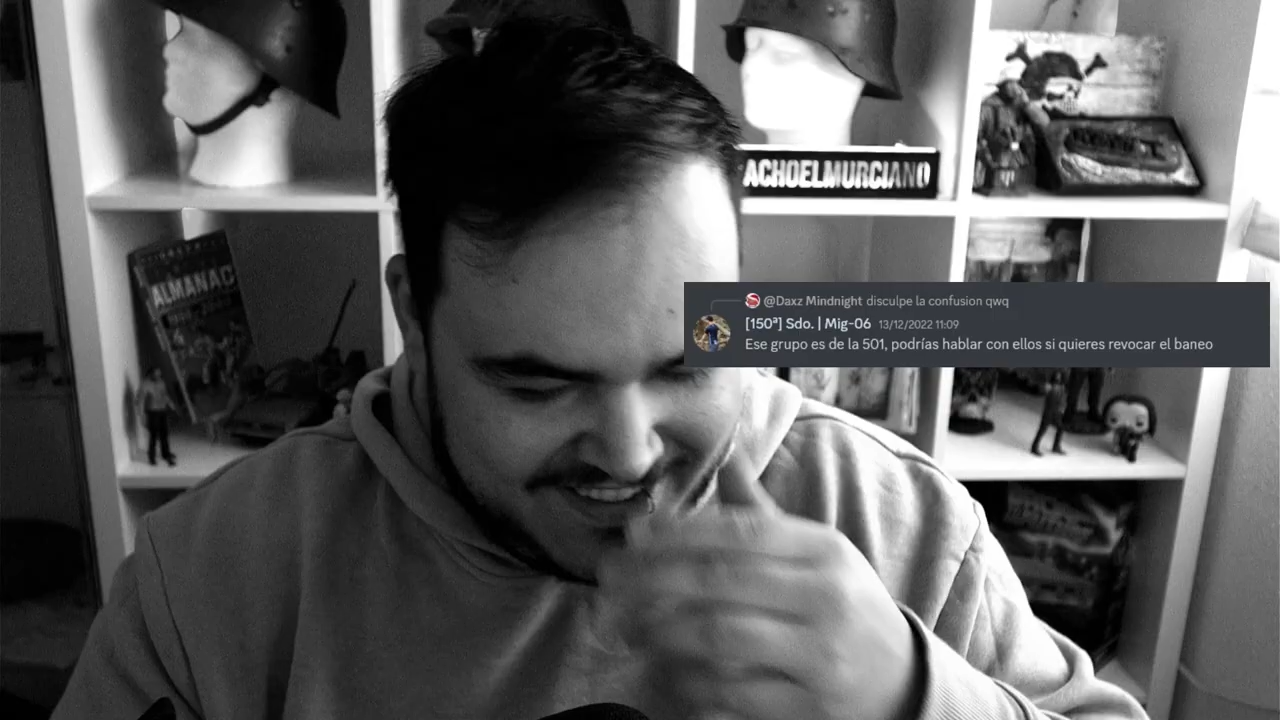 ACHOELMURCIANO
ALMANAC
@Daxz Mindnight disculpe la confusion qwq
[150ª] Sdo. | Mig-06 13/12/2022 11:09
Ese grupo es de la 501, podrías hablar con ellos si quieres revocar el baneo